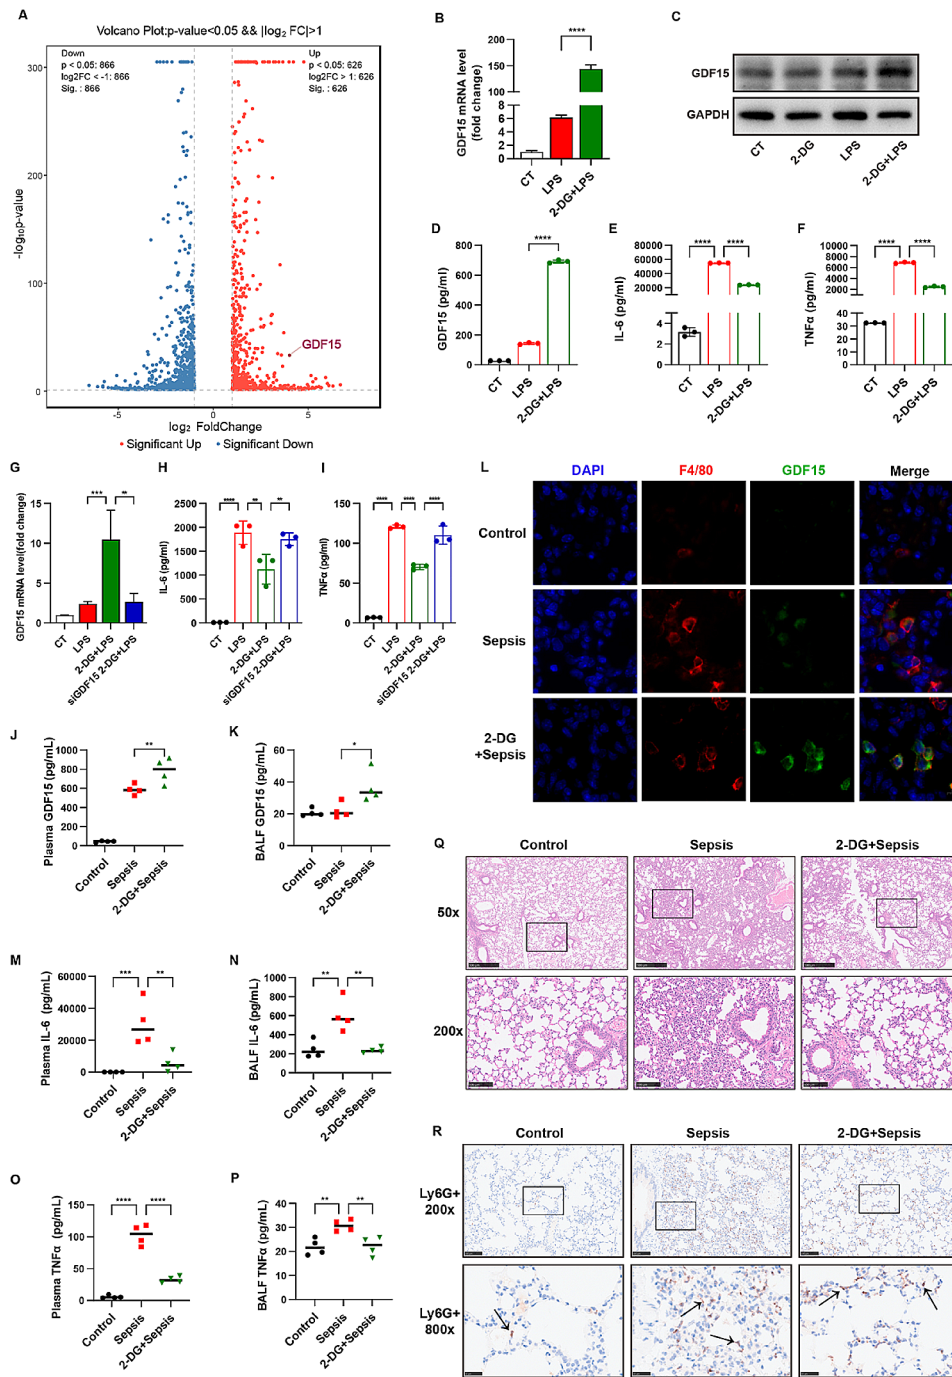 A
Volcano Plot:p-value<0.05 && |log2 FC|>1
Down
p < 0.05: 866
log2FC < -1: 866
Sig. : 866
Up
p < 0.05: 626
log2FC > 1: 626
Sig. : 626
300
200
100
0
-log10p-value
GDF15
-5
0
5
log2 FoldChange
Significant Up
Significant Down
B
GDF15 mRNA level
(fold change)
150
100
50
8
6
4
2
0
****
CT
LPS
2-DG+LPS
C
GDF15
GAPDH
CT
2-DG
LPS
2-DG+LPS
D
GDF15 (pg/ml)
800
600
400
200
0
****
CT
LPS
2-DG+LPS
E
IL-6 (pg/ml)
80000
60000
40000
20000
4
2
0
**** ****
CT
LPS
2-DG+LPS
F
TNFα (pg/ml)
10000
8000
6000
4000
2000
40
30
20
10
0
**** ****
CT
LPS
2-DG+LPS
G
GDF15 mRNA level(fold change)
15
10
5
0
*** **
CT
LPS
2-DG+LPS
siGDF15 2-DG+LPS
H
IL-6 (pg/ml)
2500
2000
1500
1000
500
0
**** ** **
CT
LPS
2-DG+LPS
siGDF15 2-DG+LPS
I
TNFα (pg/ml)
150
100
50
0
**** **** ****
CT
LPS
2-DG+LPS
siGDF15 2-DG+LPS
L
DAPI
F4/80
GDF15
Merge
Control
Sepsis
2-DG
+Sepsis
J
Plasma GDF15 (pg/mL)
1000
800
600
400
200
0
**
Control
Sepsis
2-DG+Sepsis
K
BALF GDF15 (pg/mL)
60
40
20
0
*
Control
Sepsis
2-DG+Sepsis
M
Plasma IL-6 (pg/mL)
60000
40000
20000
0
*** **
Control
Sepsis
2-DG+Sepsis
N
BALF IL-6 (pg/mL)
1000
800
600
400
200
0
** **
Control
Sepsis
2-DG+Sepsis
O
Plasma TNFα (pg/mL)
150
100
50
0
**** ****
Control
Sepsis
2-DG+Sepsis
P
BALF TNFα (pg/mL)
40
30
20
10
0
** **
Control
Sepsis
2-DG+Sepsis
Q
Control
Sepsis
2-DG+Sepsis
50x
200x
R
Control
Sepsis
2-DG+Sepsis
Ly6G+
200x
Ly6G+
800x